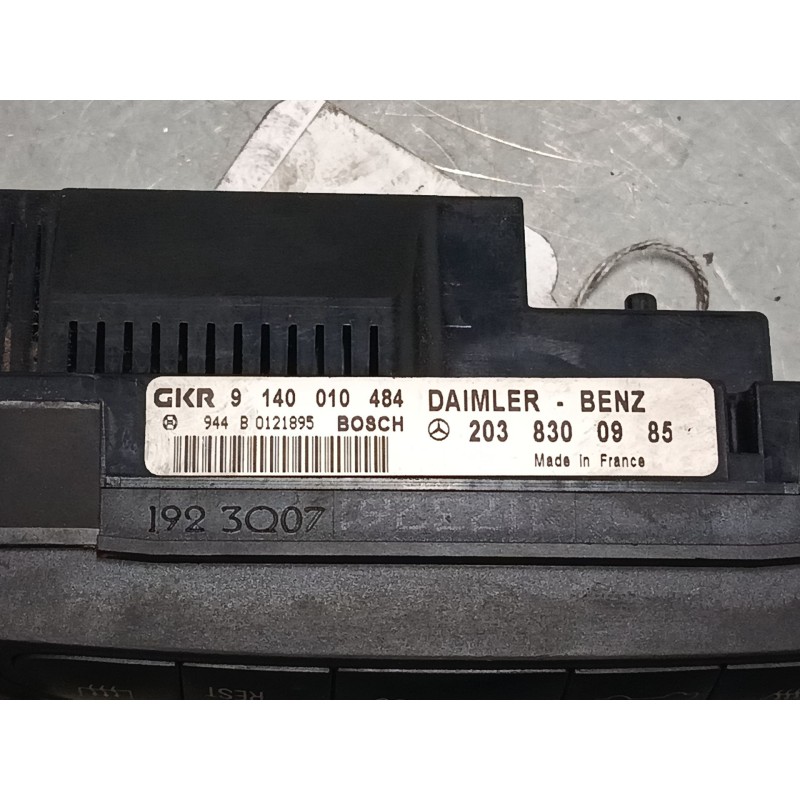 GKR 9 140 010 484 DAIMLER - BENZ
944 B 0121895 BOSCH 203 830 09 85
Made in France
192 3Q07
REST